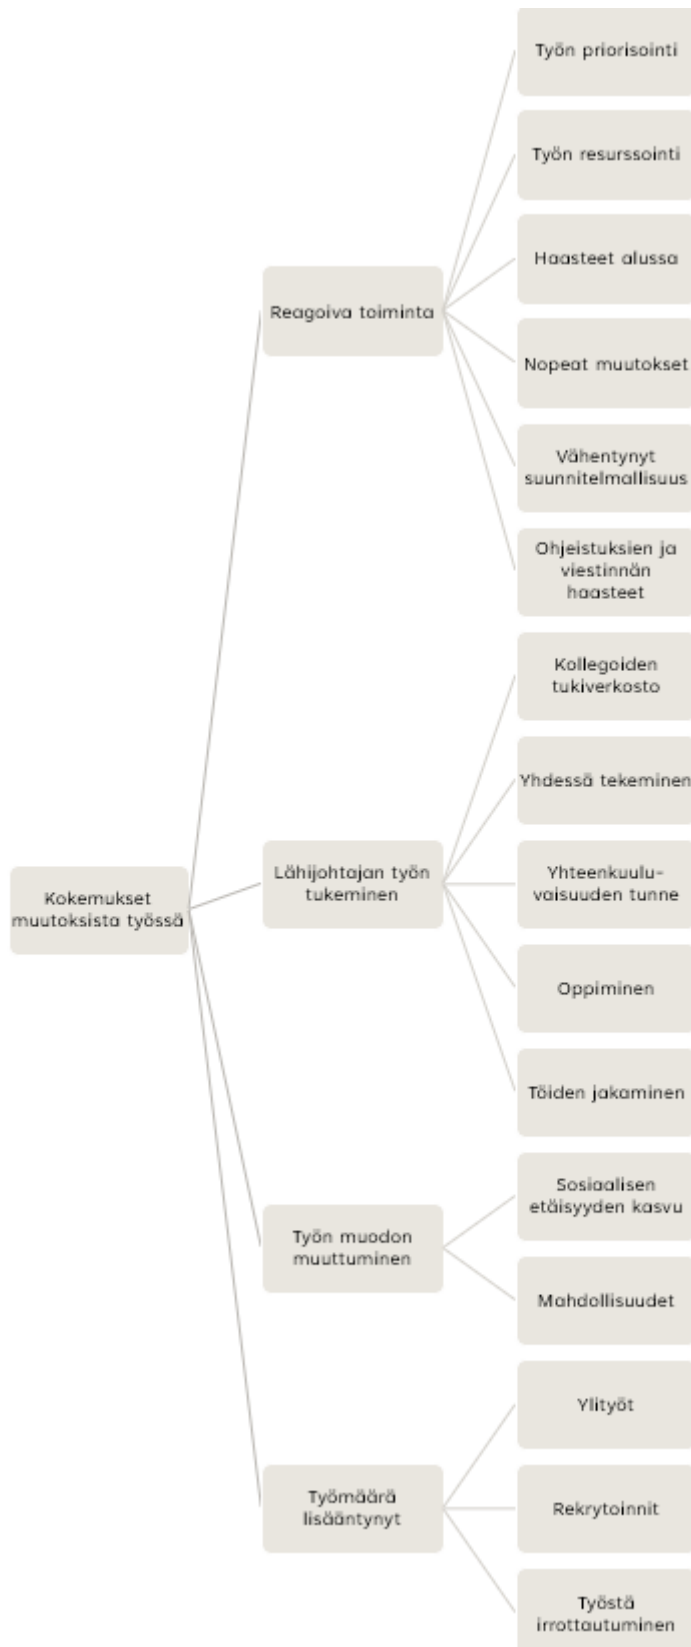 Työn priorisointi
Työn resurssointi
Haasteet alussa
Reagoiva toiminta
Nopeat muutokset
Vähentynyt
suunnitelmallisuus
Ohjeistuksien ja
viestinnän
haasteet
Kollegoiden
tukiverkosto
Yhdessä tekeminen
Lähijohtajan työn
tukeminen
Yhteenkuulu-
vaisuuden tunne
Kokemukset
muutoksista työssä
Oppiminen
Töiden jakaminen
Sosiaalisen
etäisyyden kasvu
Työn muodon
muuttuminen
Mahdollisuudet
Ylityöt
Työmäärä
lisääntynyt
Rekrytoinnit
Työstä
irrottautuminen